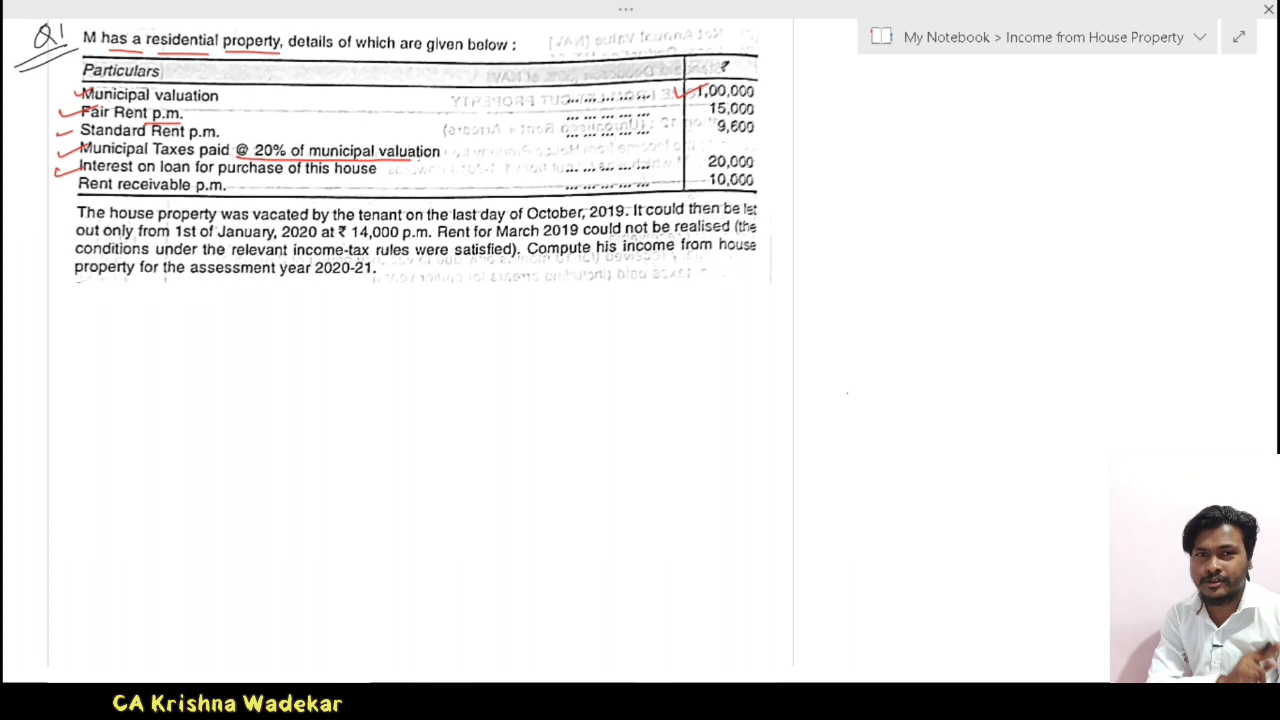 My Notebook > Income from House Property
Q1
M has a residential property, details of which are given below :
Particulars ₹
Municipal valuation ... ... ... ... ... 1,00,000
Fair Rent p.m. ... ... ... ... ... 15,000
Standard Rent p.m. ... ... ... ... ... 9,600
Municipal Taxes paid @ 20% of municipal valuation
Interest on loan for purchase of this house ... ... ... ... ... 20,000
Rent receivable p.m. ... ... ... ... ... 10,000
The house property was vacated by the tenant on the last day of October, 2019. It could then be let
out only from 1st of January, 2020 at ₹ 14,000 p.m. Rent for March 2019 could not be realised (the
conditions under the relevant income-tax rules were satisfied). Compute his income from house
property for the assessment year 2020-21.
CA Krishna Wadekar